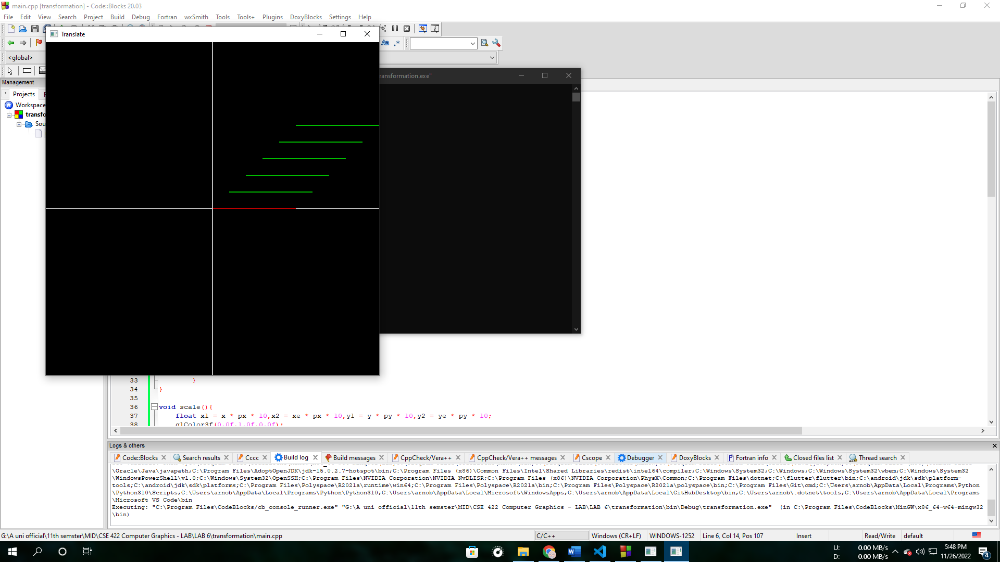 main.cpp [transformation] - Code::Blocks 20.03
File Edit View Search Project Build Debug Fortran wxSmith Tools Tools+ Plugins DoxyBlocks Settings Help
Translate
<global>
ransformation.exe"
Management
Projects
Workspace
transfo
Sou
33 }
34 }
35
36 void scale(){
37 float x1 = x * px * 10,x2 = xe * px * 10,y1 = y * py * 10,y2 = ye * py * 10;
38 glColor3f(0.0f,1.0f,0.0f);
Logs & others
Code::Blocks Search results Cccc Build log Build messages CppCheck/Vera++ CppCheck/Vera++ messages Cscope Debugger DoxyBlocks Fortran info Closed files list Thread search
\Oracle\Java\javapath;C:\Program Files\AdoptOpenJDK\jdk-15.0.2.7-hotspot\bin;C:\Program Files (x86)\Common Files\Intel\Shared Libraries\redist\intel64\compiler;C:\Windows\System32;C:\Windows;C:\Windows\System32\wbem;C:\Windows\System32
\WindowsPowerShell\v1.0;C:\Windows\System32\OpenSSH;C:\Program Files\NVIDIA Corporation\NVIDIA NvDLISR;C:\Program Files (x86)\NVIDIA Corporation\PhysX\Common;C:\Program Files\dotnet;C:\flutter\flutter\bin;C:\android\jdk\sdk\platform-
tools;C:\android\jdk\sdk\platforms;C:\Program Files\Polyspace\R2021a\runtime\win64;C:\Program Files\Polyspace\R2021a\bin;C:\Program Files\Polyspace\R2021a\polyspace\bin;C:\Program Files\Git\cmd;C:\Users\arnob\AppData\Local\Programs\Python
\Python310\Scripts;C:\Users\arnob\AppData\Local\Programs\Python\Python310;C:\Users\arnob\AppData\Local\Microsoft\WindowsApps;C:\Users\arnob\AppData\Local\GitHubDesktop\bin;C:\Users\arnob\.dotnet\tools;C:\Users\arnob\AppData\Local\Programs
\Microsoft VS Code\bin
Executing: "C:\Program Files\CodeBlocks/cb_console_runner.exe" "G:\A uni official\11th semster\MID\CSE 422 Computer Graphics - LAB\LAB 6\transformation\bin\Debug\transformation.exe"  (in C:\Program Files\CodeBlocks\MinGW\x86_64-w64-mingw32
\bin)
G:\A uni official\11th semster\MID\CSE 422 Computer Graphics - LAB\LAB 6\transformation\main.cpp C/C++ Windows (CR+LF) WINDOWS-1252 Line 6, Col 14, Pos 107 Insert Read/Write default
U: 0.00 MB/s
D: 0.00 MB/s
5:48 PM
11/26/2022
4